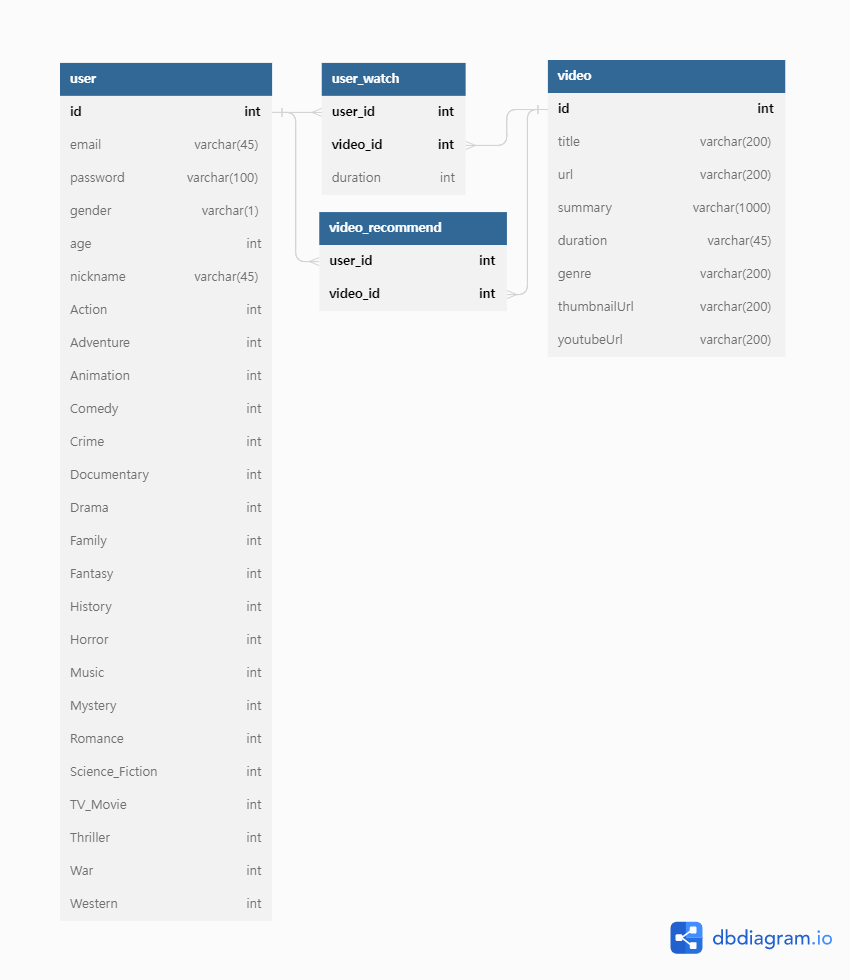 user
id int
email varchar(45)
password varchar(100)
gender varchar(1)
age int
nickname varchar(45)
Action int
Adventure int
Animation int
Comedy int
Crime int
Documentary int
Drama int
Family int
Fantasy int
History int
Horror int
Music int
Mystery int
Romance int
Science_Fiction int
TV_Movie int
Thriller int
War int
Western int
user_watch
user_id int
video_id int
duration int
video_recommend
user_id int
video_id int
video
id int
title varchar(200)
url varchar(200)
summary varchar(1000)
duration varchar(45)
genre varchar(200)
thumbnailUrl varchar(200)
youtubeUrl varchar(200)
dbdiagram.io